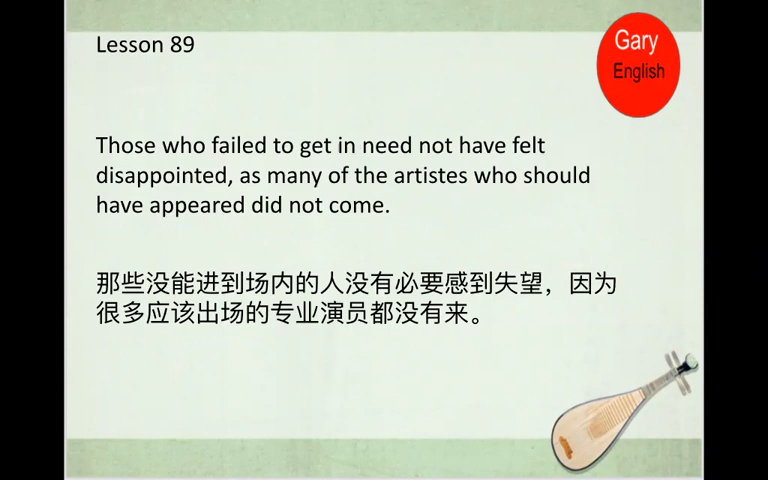 Lesson 89
Gary
English
Those who failed to get in need not have felt
disappointed, as many of the artistes who should
have appeared did not come.
那些没能进到场内的人没有必要感到失望，因为
很多应该出场的专业演员都没有来。